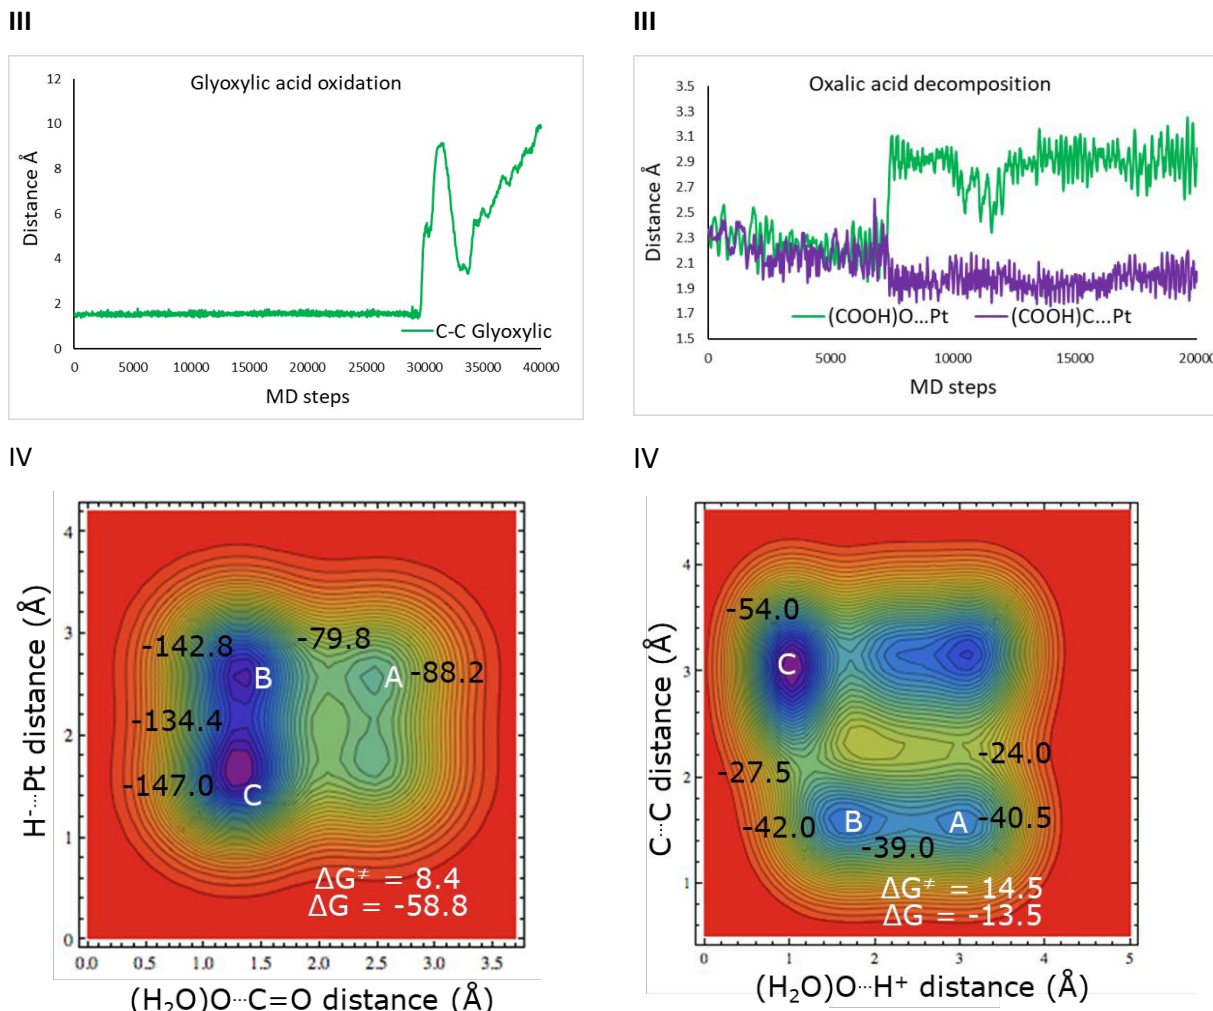 III
III
Glyoxylic acid oxidation
Distance Å
12
10
8
6
4
2
0
C-C Glyoxylic
0 5000 10000 15000 20000 25000 30000 35000 40000
MD steps
Oxalic acid decomposition
Distance Å
3.5
3.3
3.1
2.9
2.7
2.5
2.3
2.1
1.9
1.7
1.5
(COOH)O...Pt (COOH)C...Pt
0 5000 10000 15000 20000
MD steps
IV
IV
H⁻...Pt distance (Å)
4
3
2
1
0
-142.8
-79.8
B
A
-88.2
-134.4
-147.0
C
ΔG≠ = 8.4
ΔG = -58.8
0.0 0.5 1.0 1.5 2.0 2.5 3.0 3.5
(H₂O)O...C=O distance (Å)
C...C distance (Å)
4
3
2
1
-54.0
C
-24.0
-27.5
-42.0
B
A
-40.5
-39.0
ΔG≠ = 14.5
ΔG = -13.5
0 1 2 3 4 5
(H₂O)O...H⁺ distance (Å)